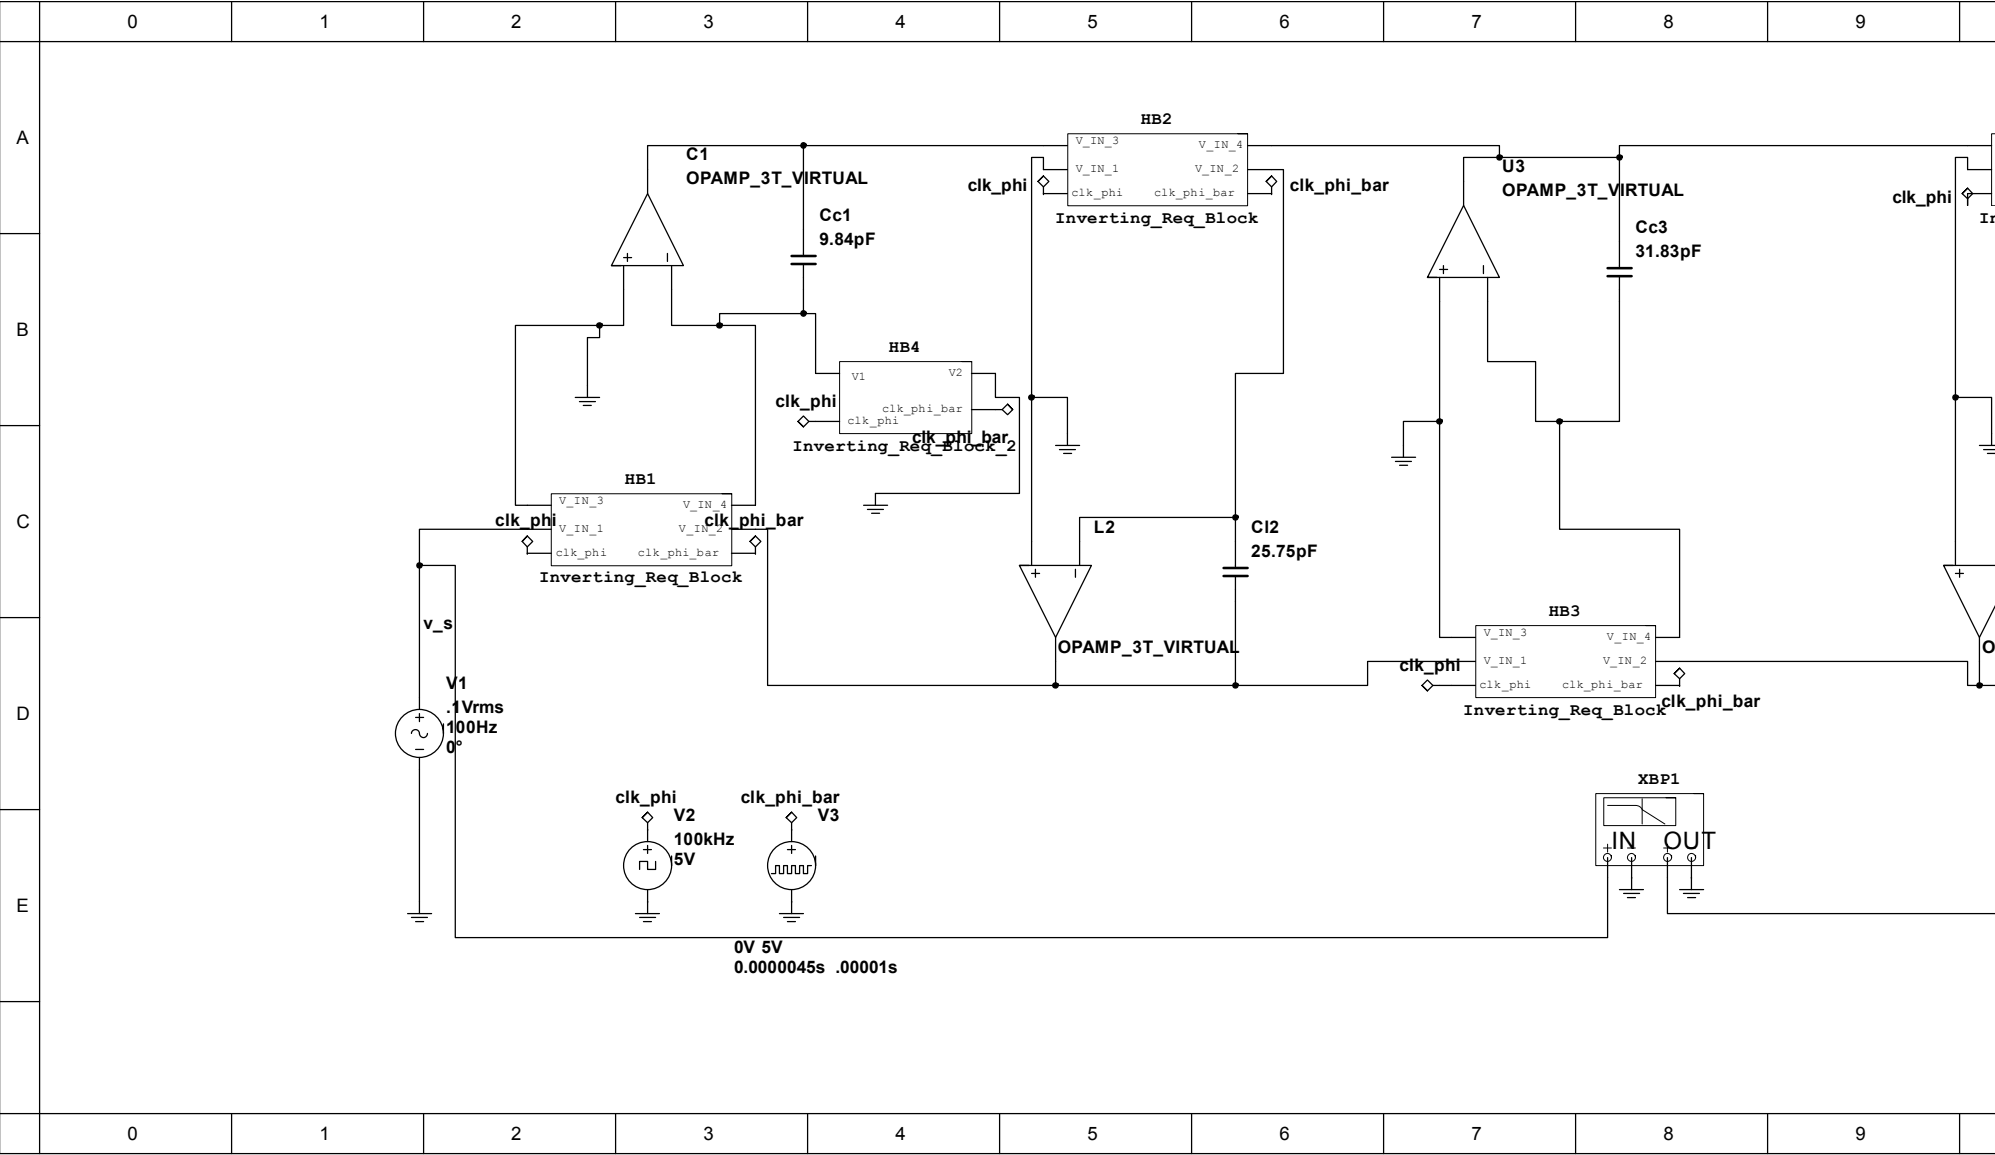 0 1 2 3 4 5 6 7 8 9
A
B
C
D
E
C1
OPAMP_3T_VIRTUAL
Cc1
9.84pF
+
HB2
V_IN_3
V_IN_4
V_IN_1
V_IN_2
clk_phi
clk_phi_bar
clk_phi
clk_phi_bar
Inverting_Req_Block
U3
OPAMP_3T_VIRTUAL
Cc3
31.83pF
+
clk_phi
HB4
V1
V2
clk_phi_bar
clk_phi
clk_phi
clk_phi_bar
Inverting_Req_Block_2
HB1
V_IN_3
V_IN_4
V_IN_1
V_IN_2
clk_phi
clk_phi_bar
clk_phi
clk_phi_bar
Inverting_Req_Block
L2
+
OPAMP_3T_VIRTUAL
Cl2
25.75pF
HB3
V_IN_3
V_IN_4
V_IN_1
V_IN_2
clk_phi
clk_phi_bar
clk_phi
clk_phi_bar
Inverting_Req_Block
+
v_s
V1
.1Vrms
100Hz
0°
clk_phi
V2
100kHz
5V
clk_phi_bar
V3
0V 5V
0.0000045s .00001s
XBP1
IN OUT
0 1 2 3 4 5 6 7 8 9